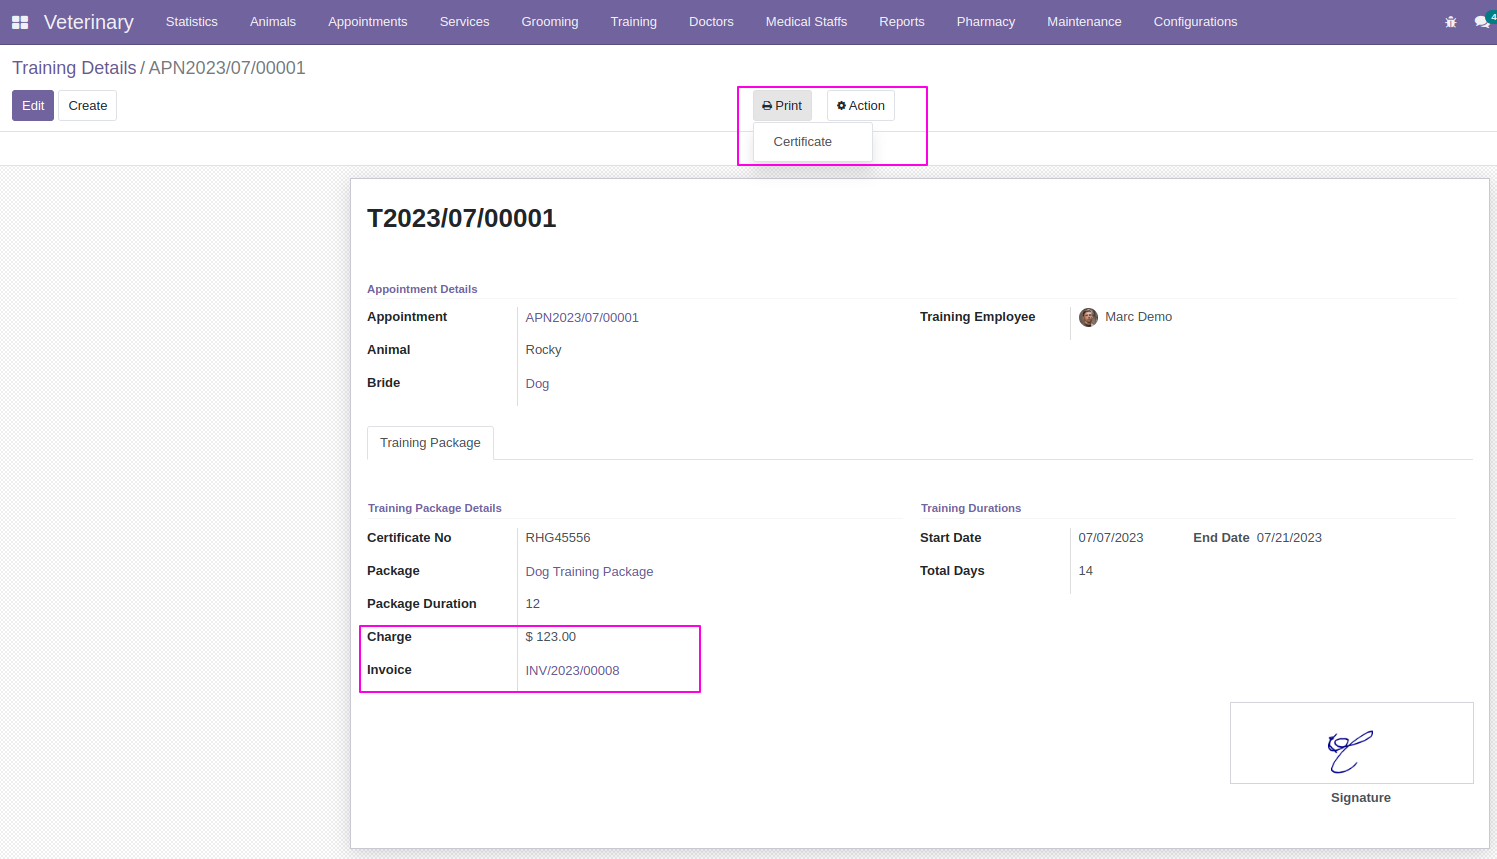 Veterinary Statistics Animals Appointments Services Grooming Training Doctors Medical Staffs Reports Pharmacy Maintenance Configurations 4
Training Details / APN2023/07/00001
Edit Create Print Action
Certificate
T2023/07/00001
Appointment Details
Appointment APN2023/07/00001 Training Employee Marc Demo
Animal Rocky
Bride Dog
Training Package
Training Package Details Training Durations
Certificate No RHG45556 Start Date 07/07/2023 End Date 07/21/2023
Package Dog Training Package Total Days 14
Package Duration 12
Charge $ 123.00
Invoice INV/2023/00008
Signature